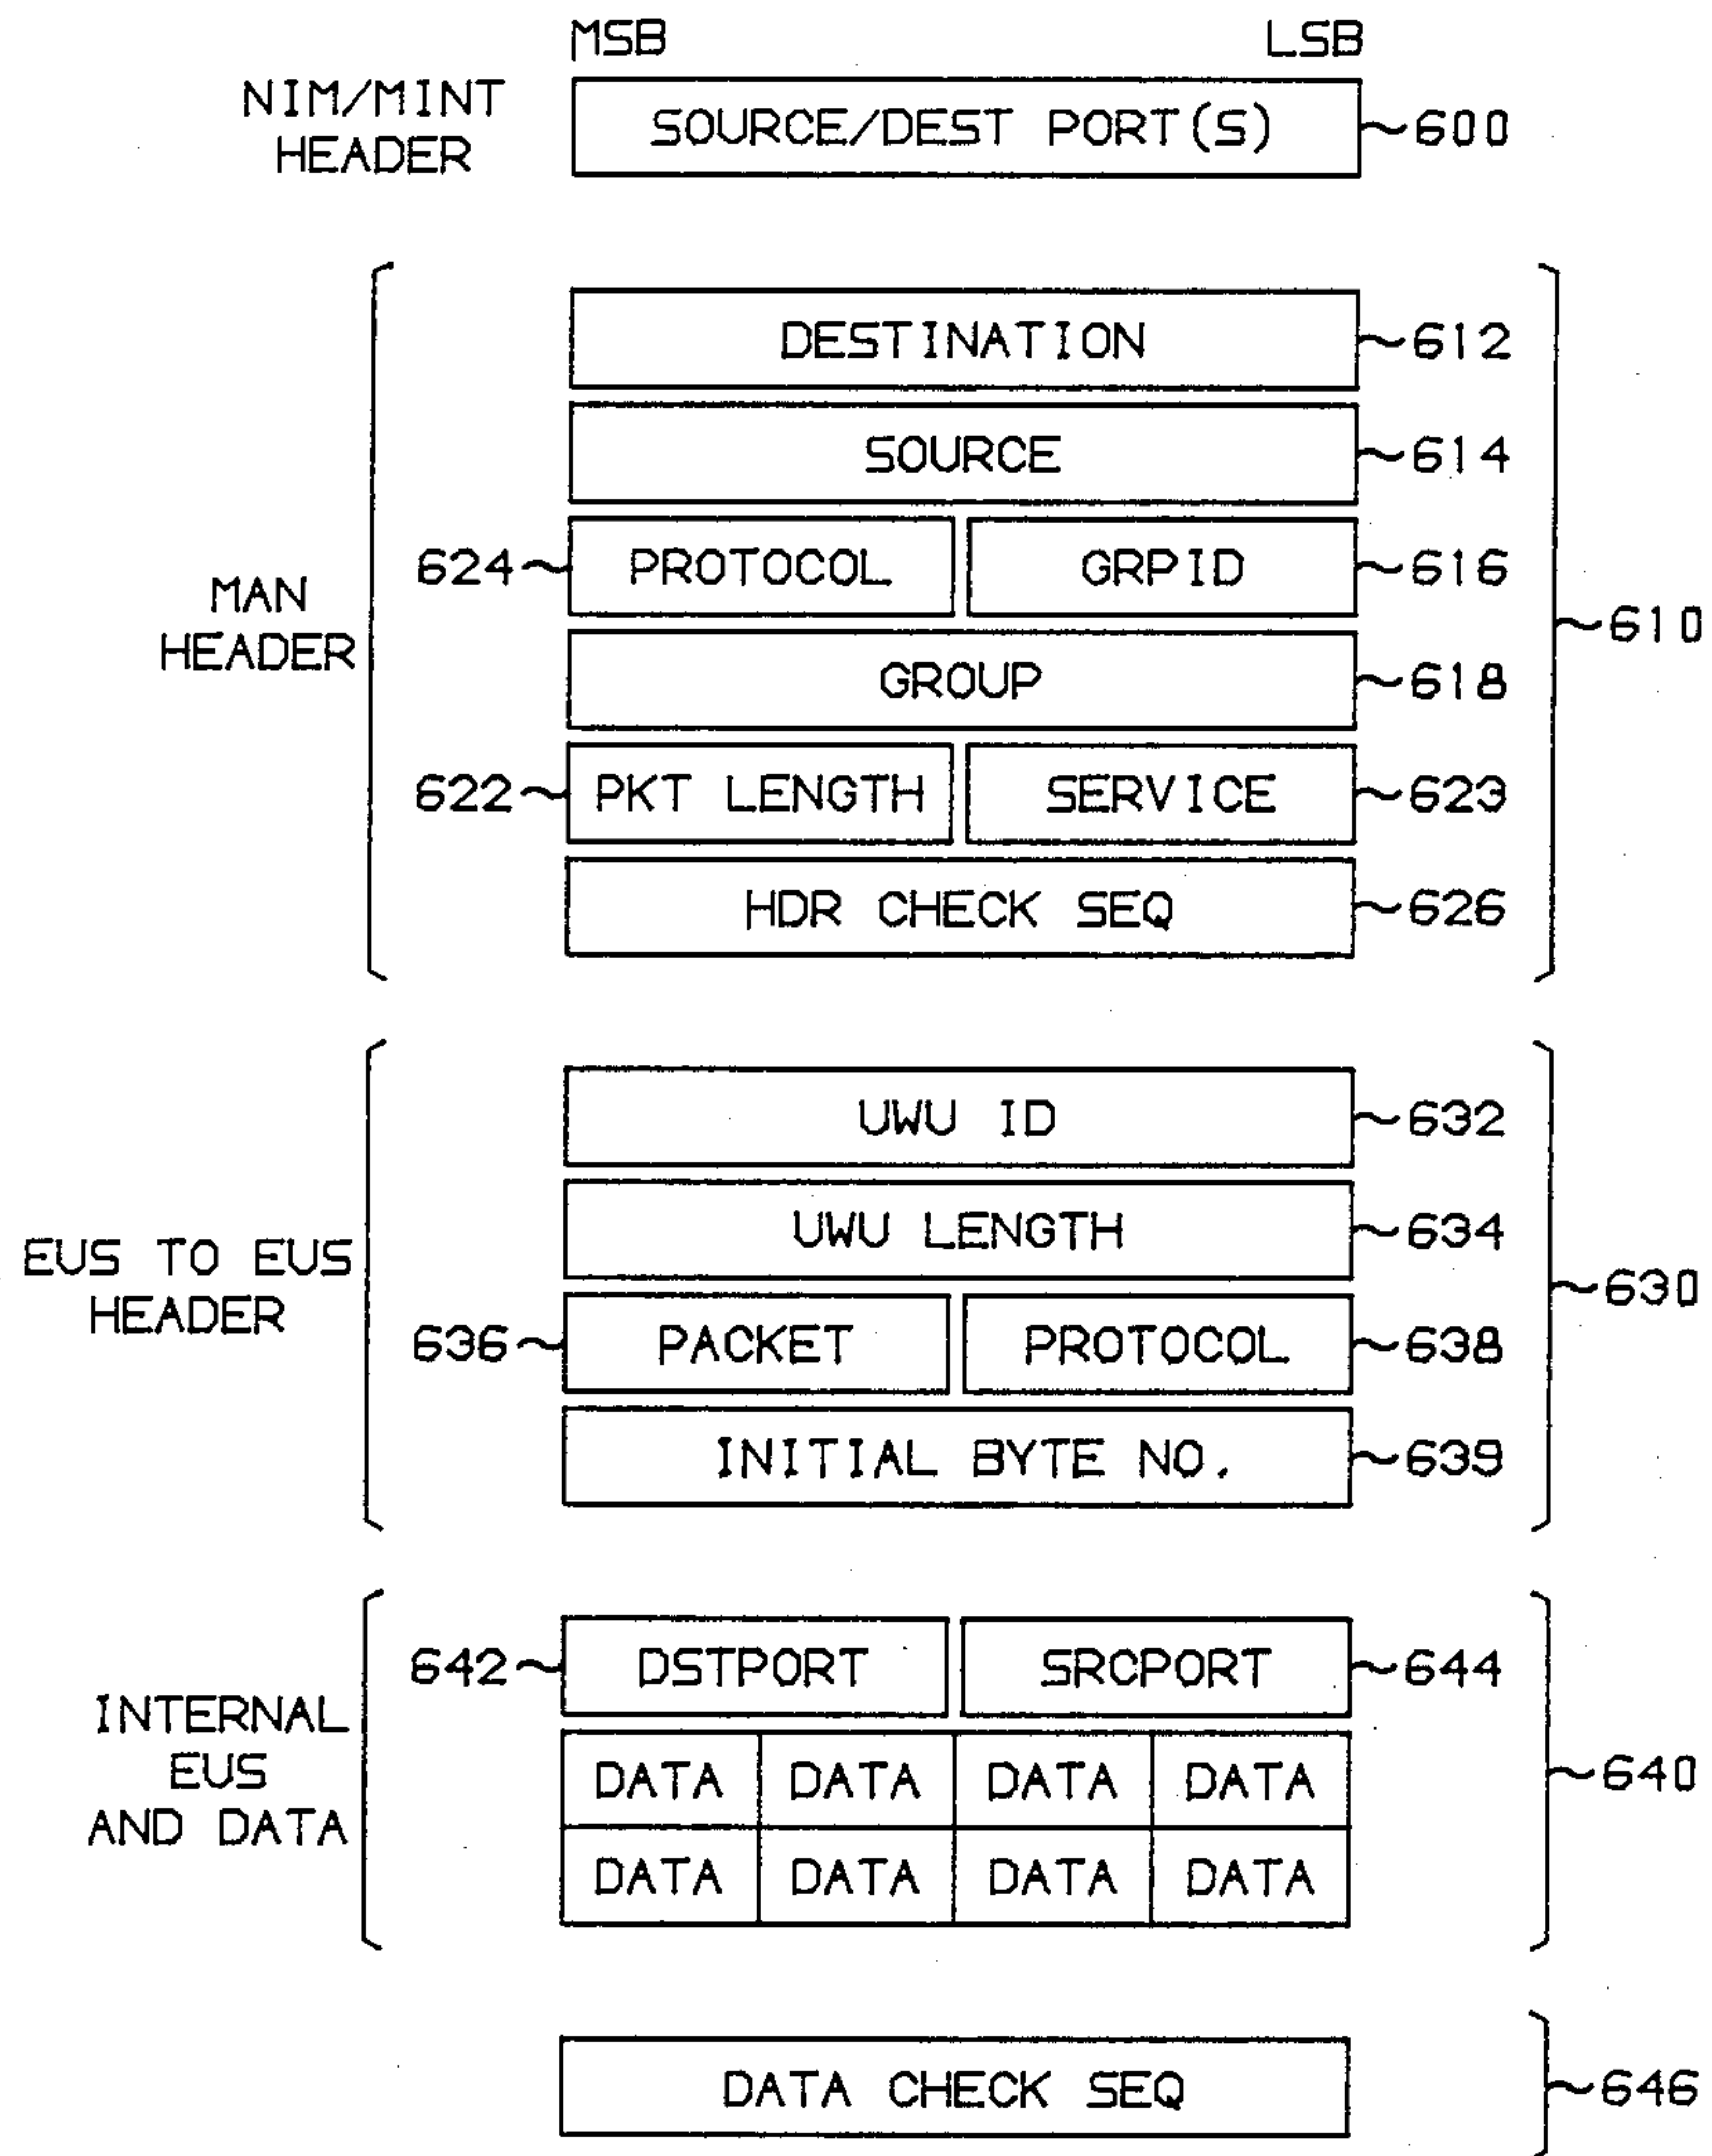 MSB LSB
NIM/MINT
HEADER
SOURCE/DEST PORT(S) 600
DESTINATION 612
SOURCE 614
624 PROTOCOL GRPID 616
MAN
HEADER
610
GROUP 618
622 PKT LENGTH SERVICE 623
HDR CHECK SEQ 626
UWU ID 632
UWU LENGTH 634
EUS TO EUS
HEADER
630
636 PACKET PROTOCOL 638
INITIAL BYTE NO. 639
642 DSTPORT SRCPORT 644
INTERNAL
EUS
AND DATA
640
DATA DATA DATA DATA
DATA DATA DATA DATA
DATA CHECK SEQ 646